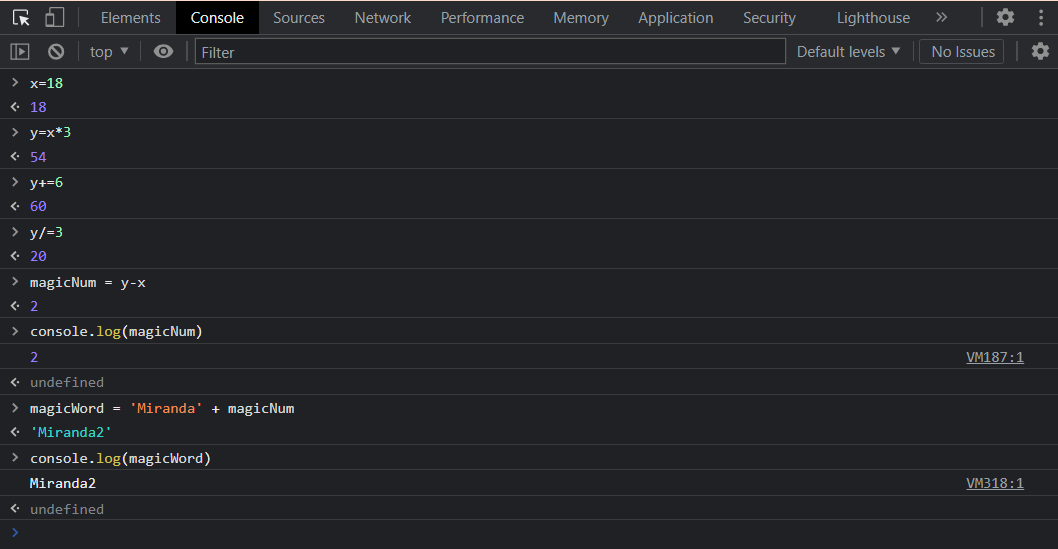 Elements Console Sources Network Performance Memory Application Security Lighthouse
top Filter Default levels No Issues
x=18
18
y=x*3
54
y+=6
60
y/=3
20
magicNum = y-x
2
console.log(magicNum)
2 VM187:1
undefined
magicWord = 'Miranda' + magicNum
'Miranda2'
console.log(magicWord)
Miranda2 VM318:1
undefined